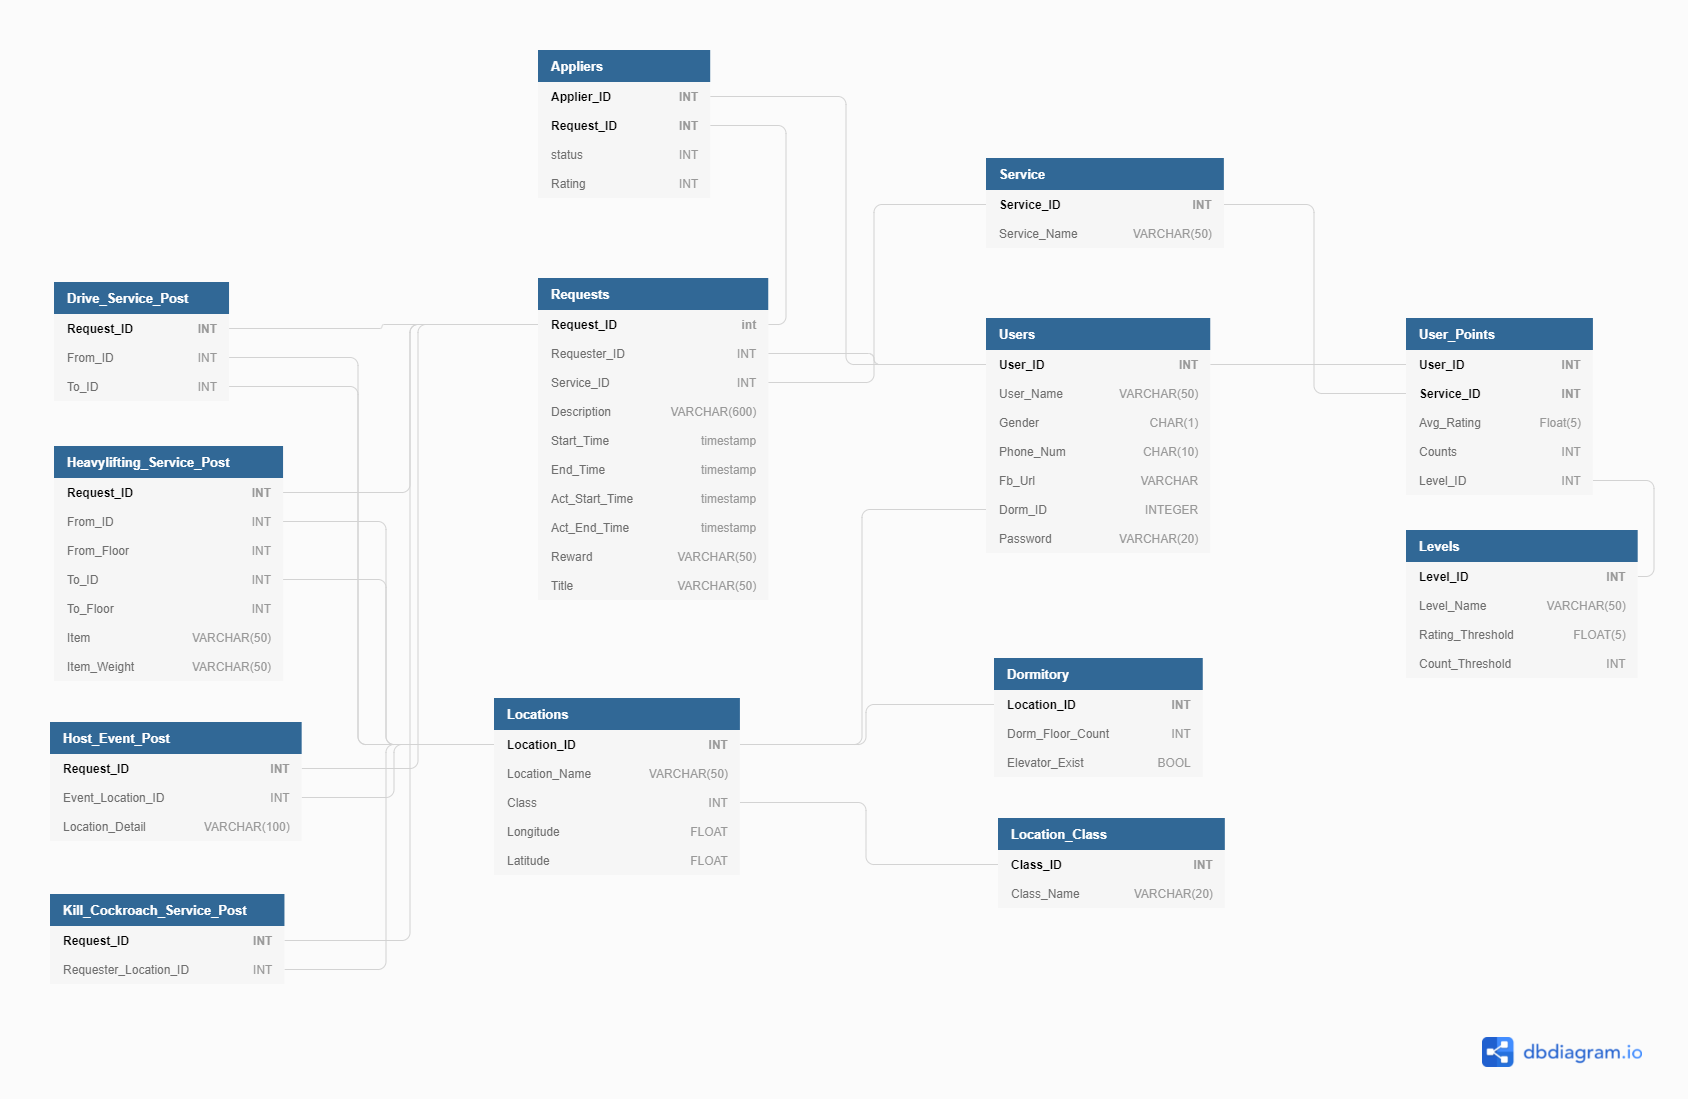 Appliers
Applier_ID INT
Request_ID INT
status INT
Rating INT
Service
Service_ID INT
Service_Name VARCHAR(50)
Drive_Service_Post
Request_ID INT
From_ID INT
To_ID INT
Requests
Request_ID int
Requester_ID INT
Service_ID INT
Description VARCHAR(600)
Start_Time timestamp
End_Time timestamp
Act_Start_Time timestamp
Act_End_Time timestamp
Reward VARCHAR(50)
Title VARCHAR(50)
Users
User_ID INT
User_Name VARCHAR(50)
Gender CHAR(1)
Phone_Num CHAR(10)
Fb_Url VARCHAR
Dorm_ID INTEGER
Password VARCHAR(20)
User_Points
User_ID INT
Service_ID INT
Avg_Rating Float(5)
Counts INT
Level_ID INT
Heavylifting_Service_Post
Request_ID INT
From_ID INT
From_Floor INT
To_ID INT
To_Floor INT
Item VARCHAR(50)
Item_Weight VARCHAR(50)
Levels
Level_ID INT
Level_Name VARCHAR(50)
Rating_Threshold FLOAT(5)
Count_Threshold INT
Host_Event_Post
Request_ID INT
Event_Location_ID INT
Location_Detail VARCHAR(100)
Locations
Location_ID INT
Location_Name VARCHAR(50)
Class INT
Longitude FLOAT
Latitude FLOAT
Dormitory
Location_ID INT
Dorm_Floor_Count INT
Elevator_Exist BOOL
Location_Class
Class_ID INT
Class_Name VARCHAR(20)
Kill_Cockroach_Service_Post
Request_ID INT
Requester_Location_ID INT
dbdiagram.io